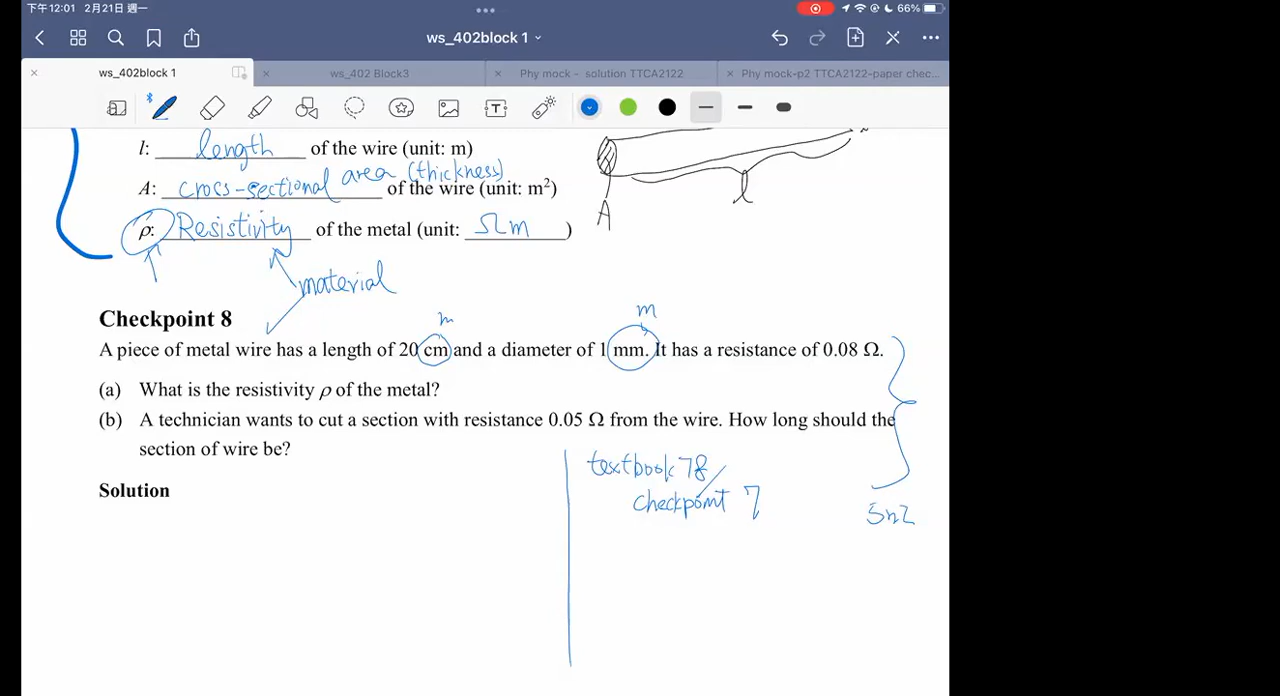 下午12:01 2月21日 週一
66%
ws_402block 1
ws_402block 1
ws_402 Block3
Phy mock - solution TTCA2122
Phy mock-p2 TTCA2122-paper chec...
l: length of the wire (unit: m)
A: cross-sectional area (thickness) of the wire (unit: m²)
ρ: Resistivity of the metal (unit: Ωm)
A
l
material
Checkpoint 8
m
m
A piece of metal wire has a length of 20 cm and a diameter of 1 mm. It has a resistance of 0.08 Ω.
(a) What is the resistivity ρ of the metal?
(b) A technician wants to cut a section with resistance 0.05 Ω from the wire. How long should the
section of wire be?
textbook 78
checkpoint 7
Solution